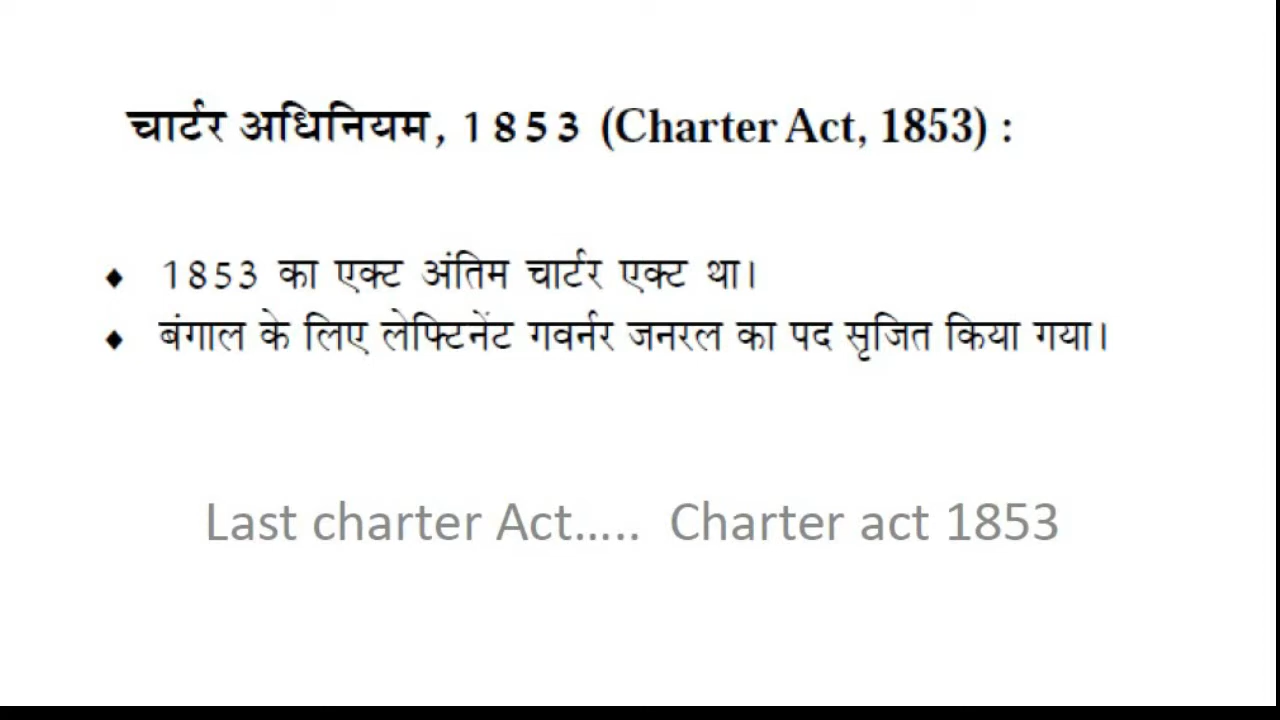 चार्टर अधिनियम, 1853 (Charter Act, 1853) :
♦ 1853 का एक्ट अंतिम चार्टर एक्ट था।
♦ बंगाल के लिए लेफ्टिनेंट गवर्नर जनरल का पद सृजित किया गया।
Last charter Act..... Charter act 1853